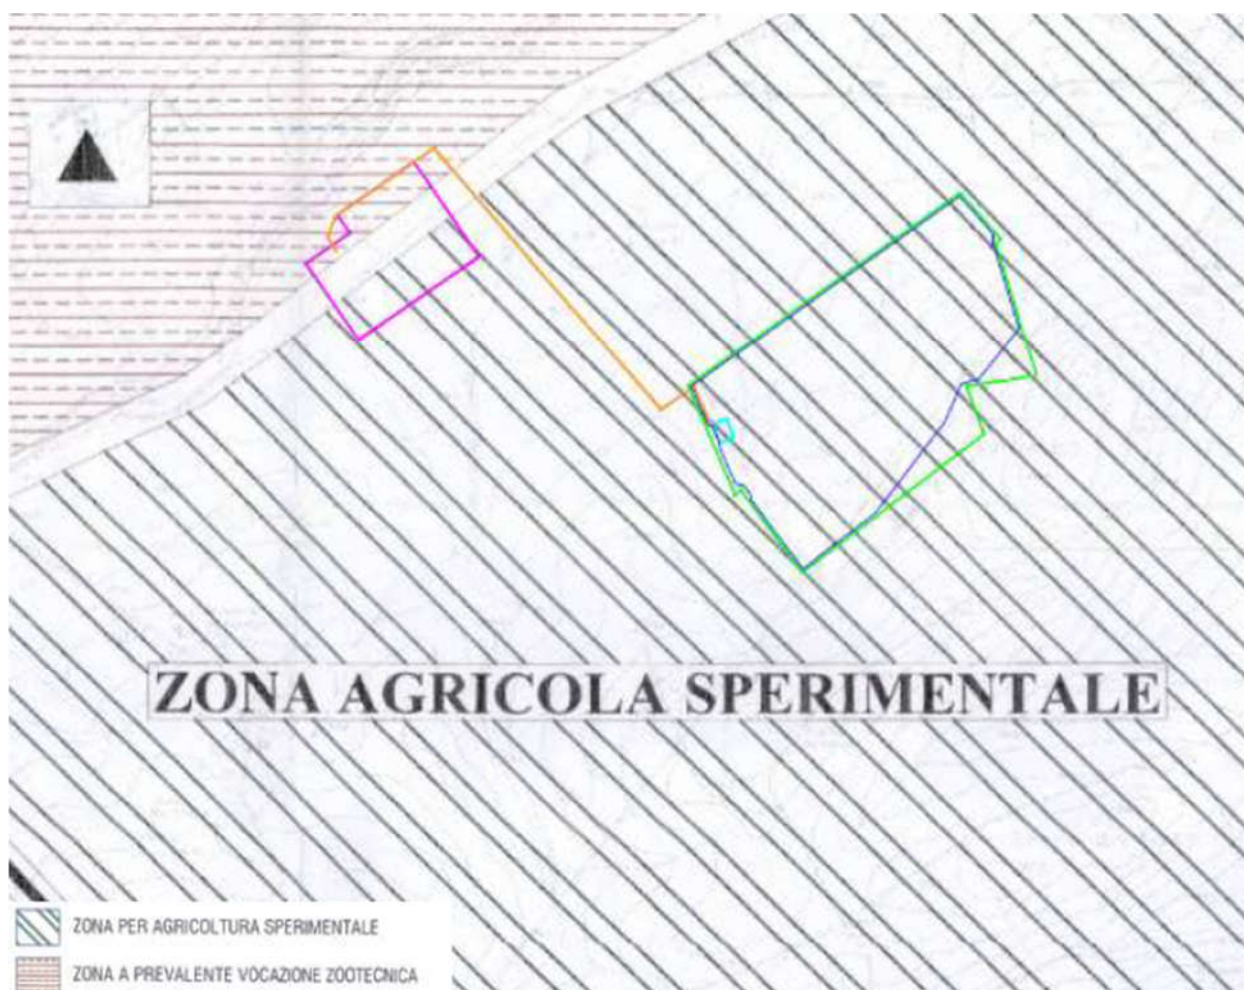 ZONA AGRICOLA SPERIMENTALE
ZONA PER AGRICOLTURA SPERIMENTALE
ZONA A PREVALENTE VOCAZIONE ZOOTECNICA